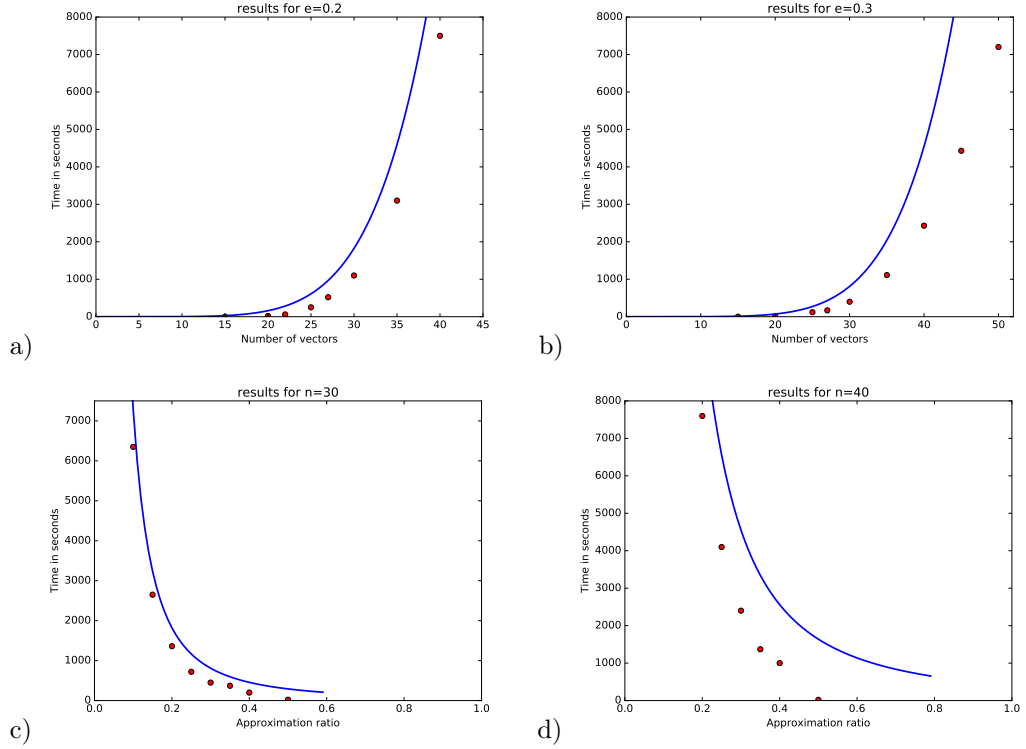 results for e=0.2
8000
7000
6000
5000
4000
3000
2000
1000
0
Time in seconds
0 5 10 15 20 25 30 35 40 45
Number of vectors
a)
results for e=0.3
8000
7000
6000
5000
4000
3000
2000
1000
0
Time in seconds
0 10 20 30 40 50
Number of vectors
b)
results for n=30
7000
6000
5000
4000
3000
2000
1000
0
Time in seconds
0.0 0.2 0.4 0.6 0.8 1.0
Approximation ratio
c)
results for n=40
8000
7000
6000
5000
4000
3000
2000
1000
0
Time in seconds
0.0 0.2 0.4 0.6 0.8 1.0
Approximation ratio
d)